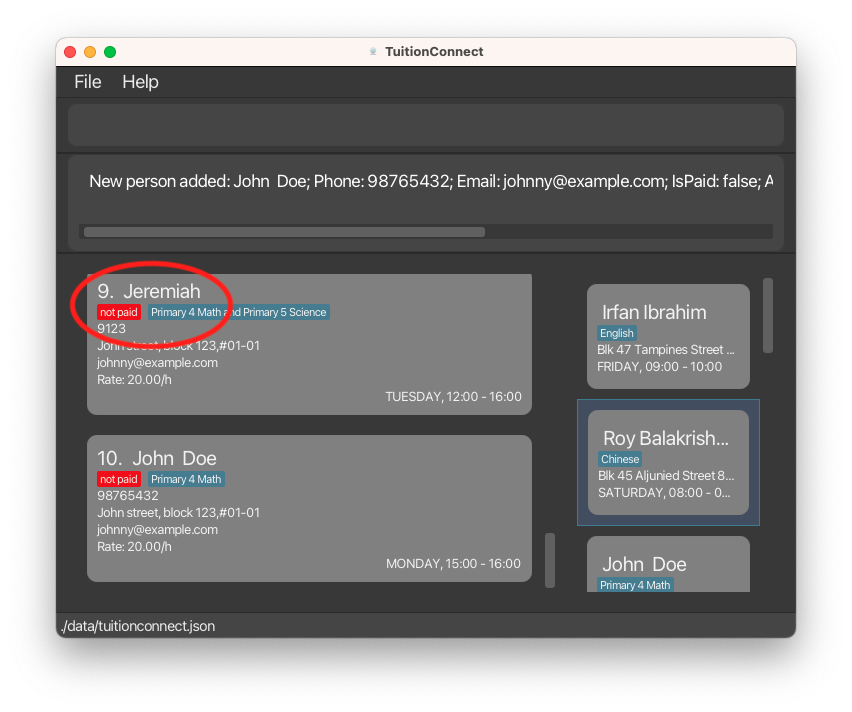 TuitionConnect
File Help
New person added: John  Doe; Phone: 98765432; Email: johnny@example.com; IsPaid: false; A
9.  Jeremiah
not paid Primary 4 Math and Primary 5 Science
9123
John street, block 123,#01-01
johnny@example.com
Rate: 20.00/h
TUESDAY, 12:00 - 16:00
10.  John  Doe
not paid Primary 4 Math
98765432
John street, block 123,#01-01
johnny@example.com
Rate: 20.00/h
MONDAY, 15:00 - 16:00
Irfan Ibrahim
English
Blk 47 Tampines Street ...
FRIDAY, 09:00 - 10:00
Roy Balakrish...
Chinese
Blk 45 Aljunied Street 8...
SATURDAY, 08:00 - 0...
John  Doe
Primary 4 Math
./data/tuitionconnect.json